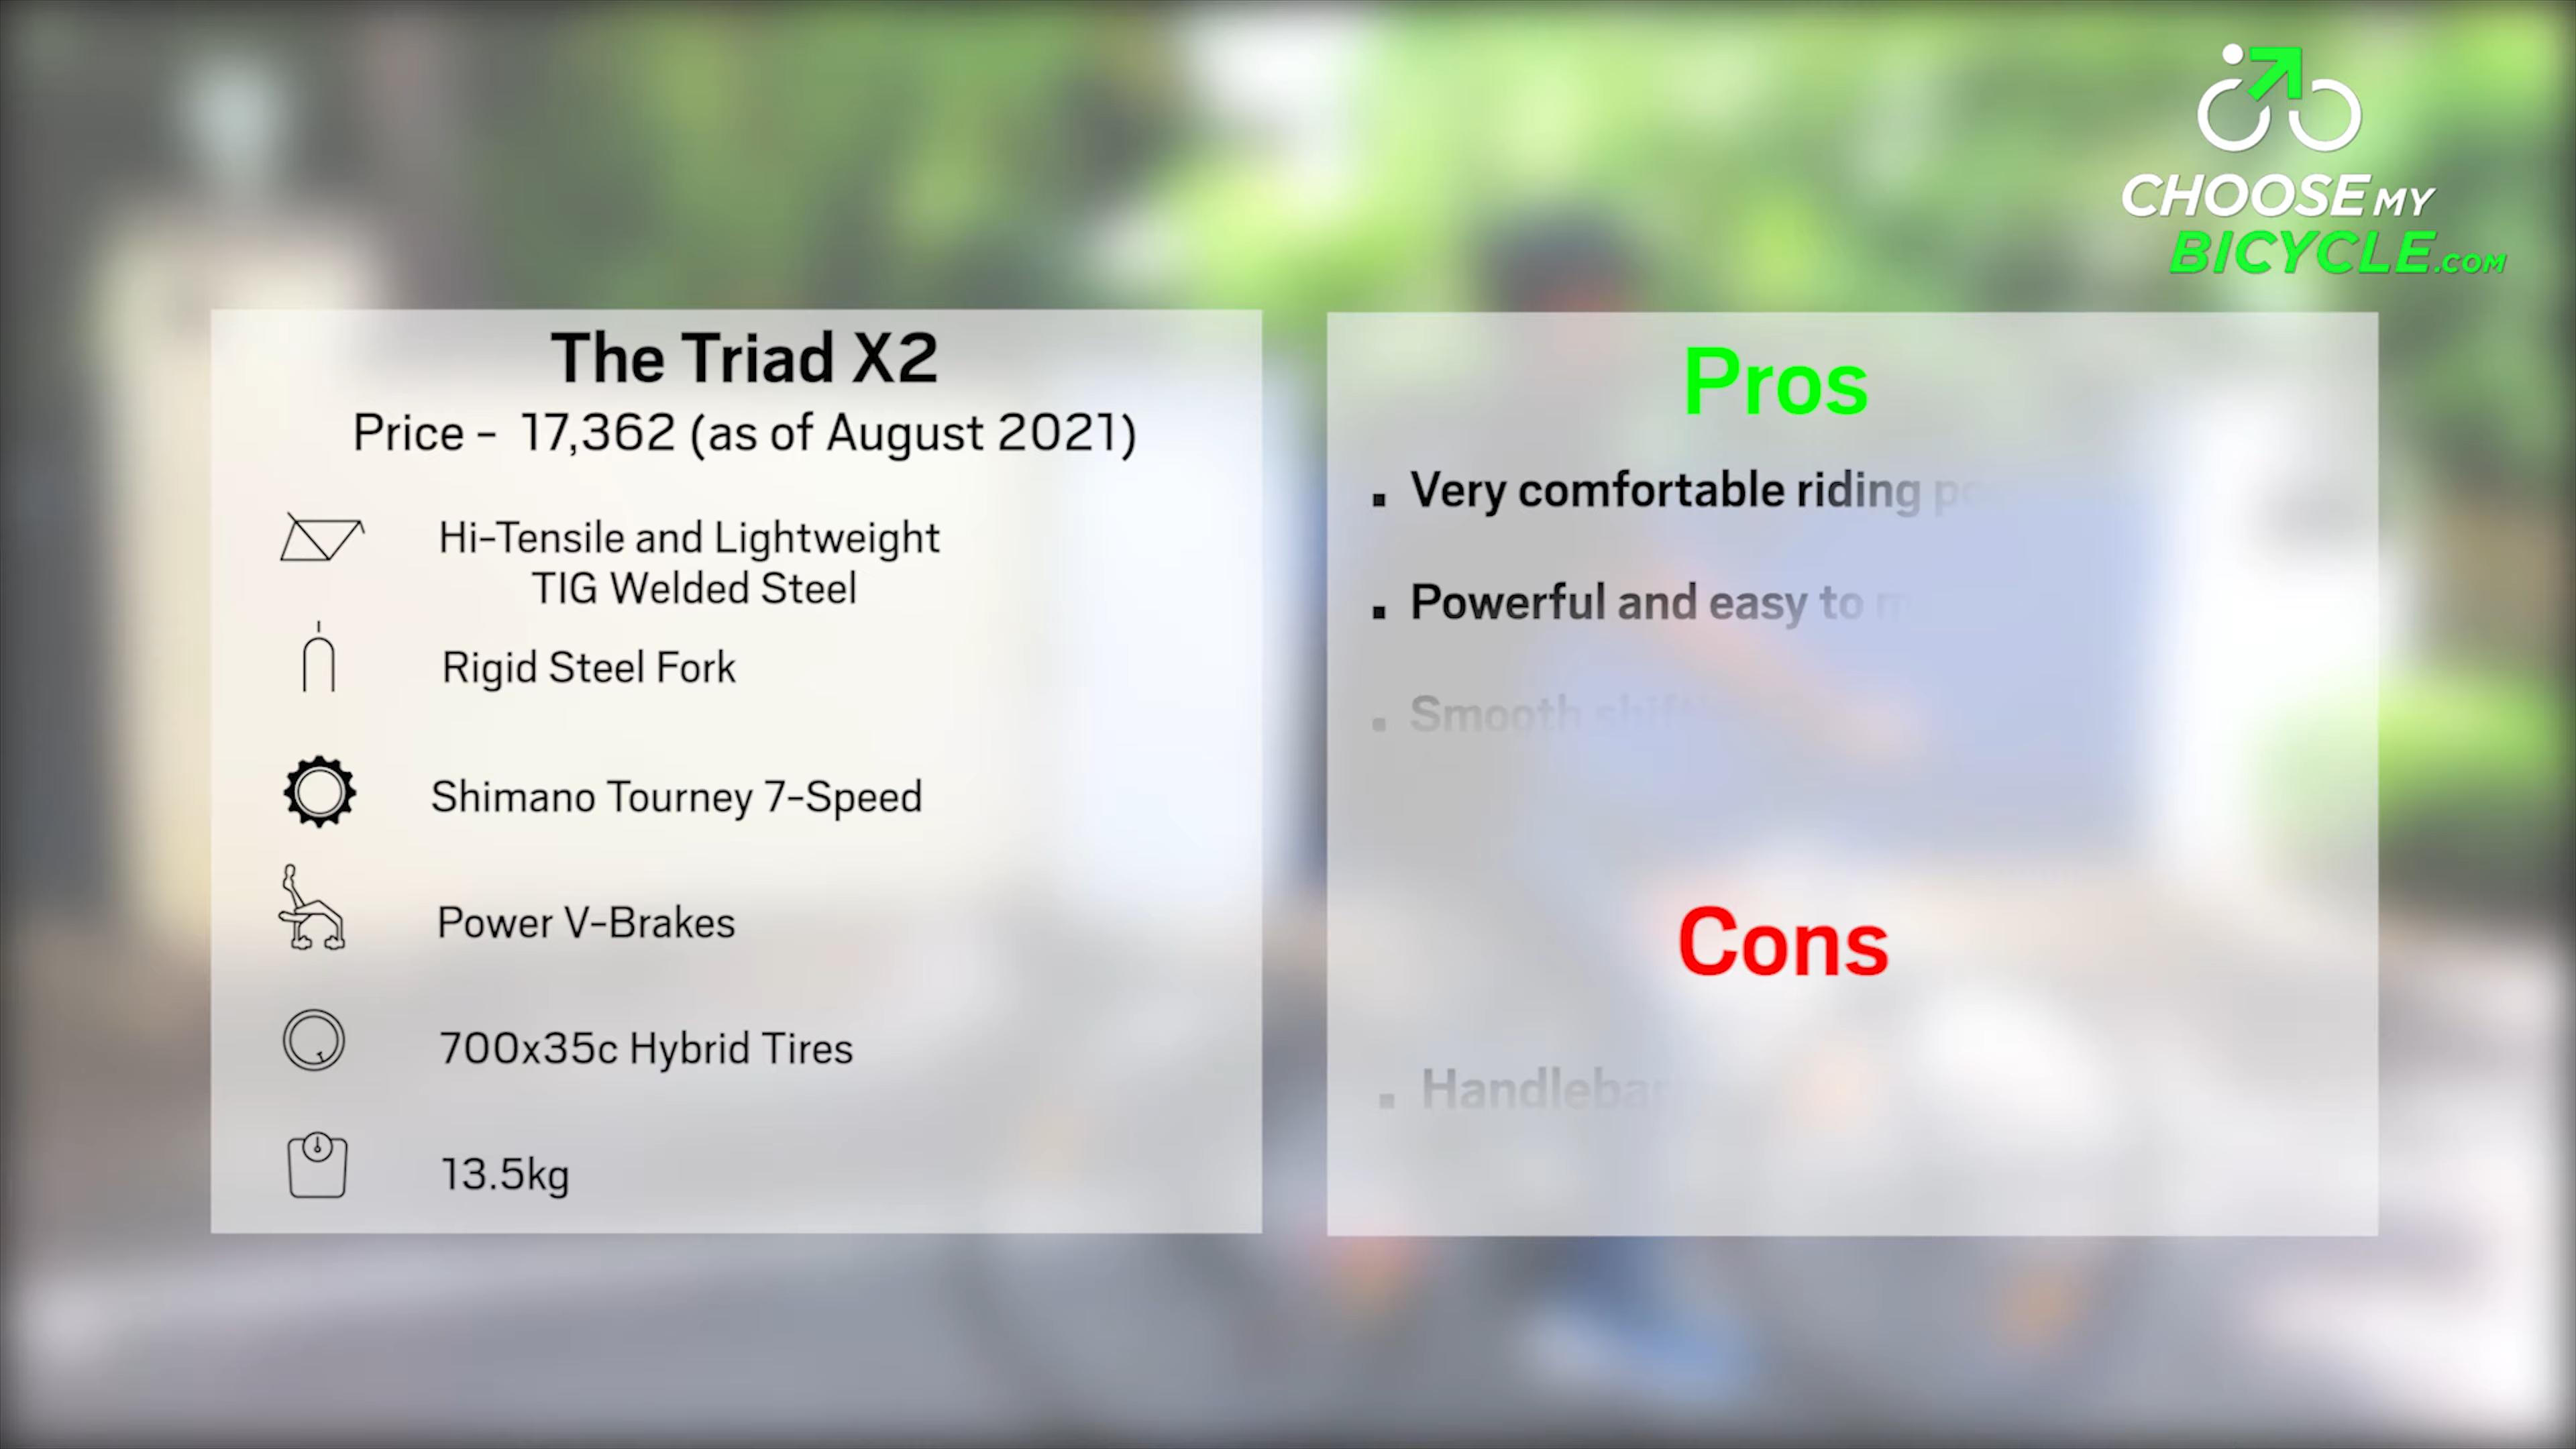 CHOOSE MY
BICYCLE.COM
The Triad X2
Price - 17,362 (as of August 2021)
Hi-Tensile and Lightweight
TIG Welded Steel
Rigid Steel Fork
Shimano Tourney 7-Speed
Power V-Brakes
700x35c Hybrid Tires
13.5kg
Pros
▪ Very comfortable riding
▪ Powerful and easy to
▪ Smooth
Cons